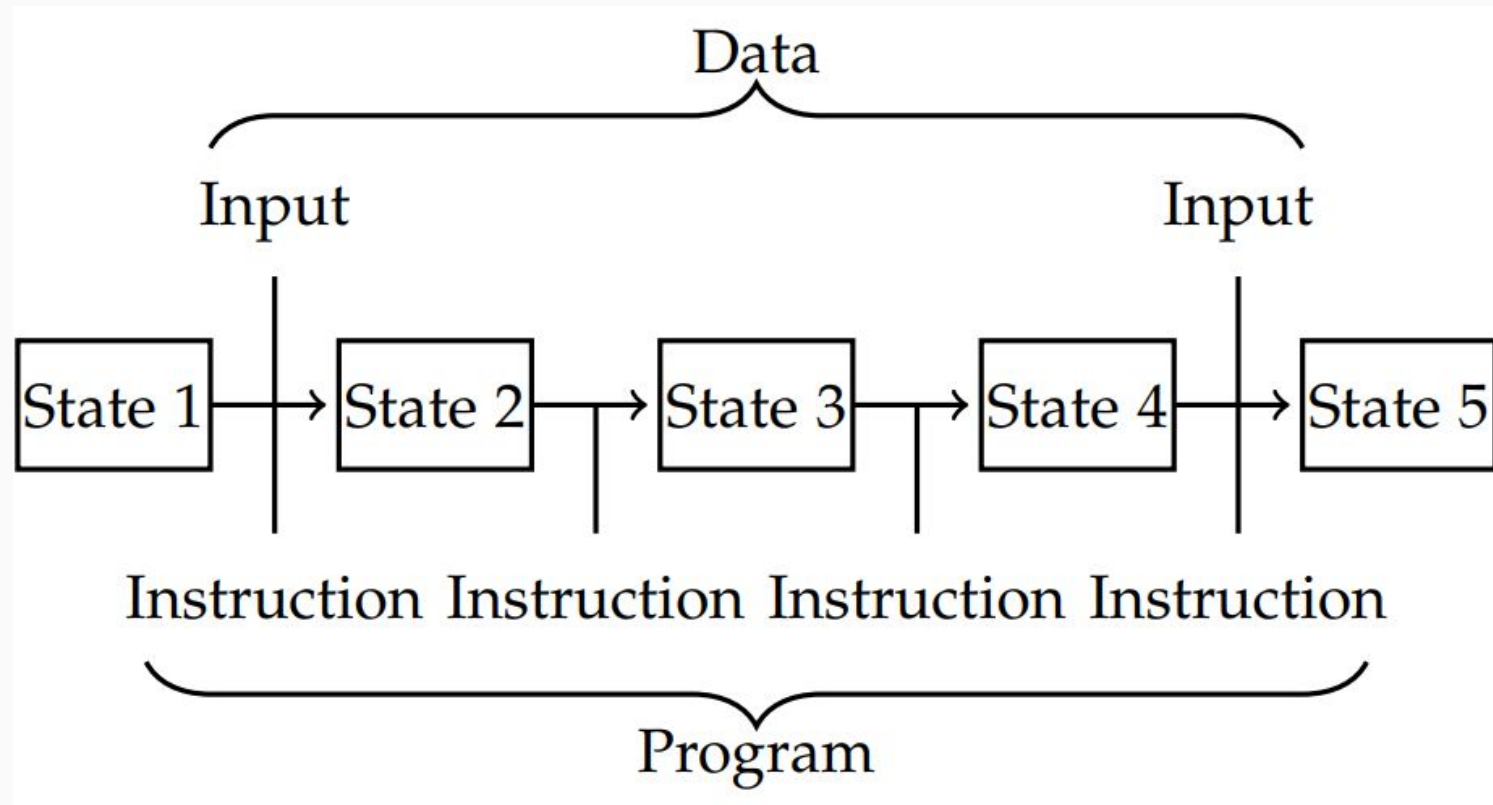 Data
Input Input
State 1 State 2 State 3 State 4 State 5
Instruction Instruction Instruction Instruction
Program